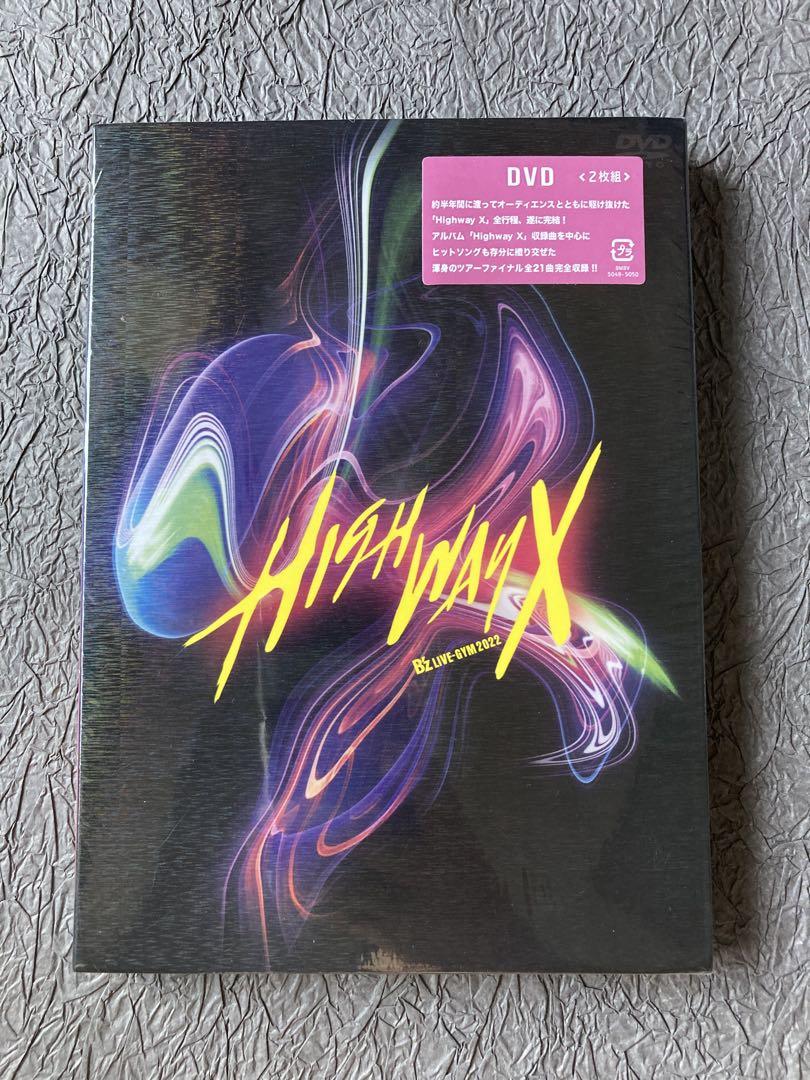 DVD
DVD <2枚組>
約半年間に渡ってオーディエンスとともに駆け抜けた
「Highway X」全行程、遂に完結！
アルバム「Highway X」収録曲を中心に
ヒットソングも存分に織り交ぜた
渾身のツアーファイナル全21曲完全収録!!
プラ
BMBV
5049-5050
HIGHWAY X
B'z LIVE-GYM 2022